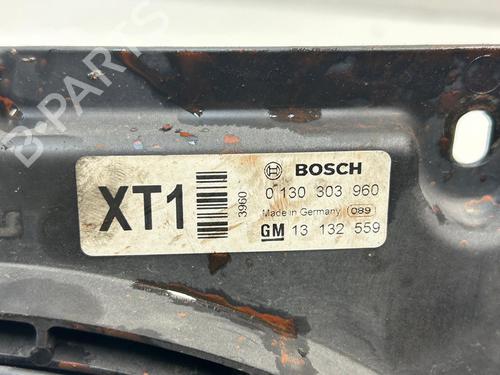 B-PARTS
XT1
3960
BOSCH
0 130 303 960
Made in Germany 089
GM 13 132 559